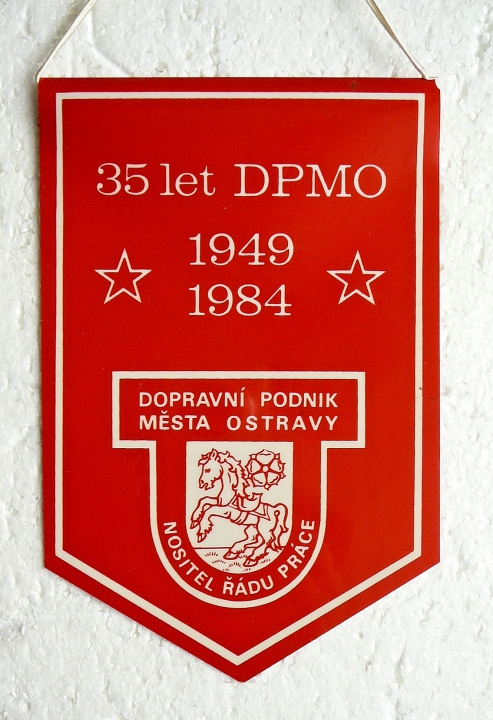 35 let DPMO
1949
1984
DOPRAVNÍ PODNIK
MĚSTA OSTRAVY
NOSITEL ŘÁDU PRÁCE